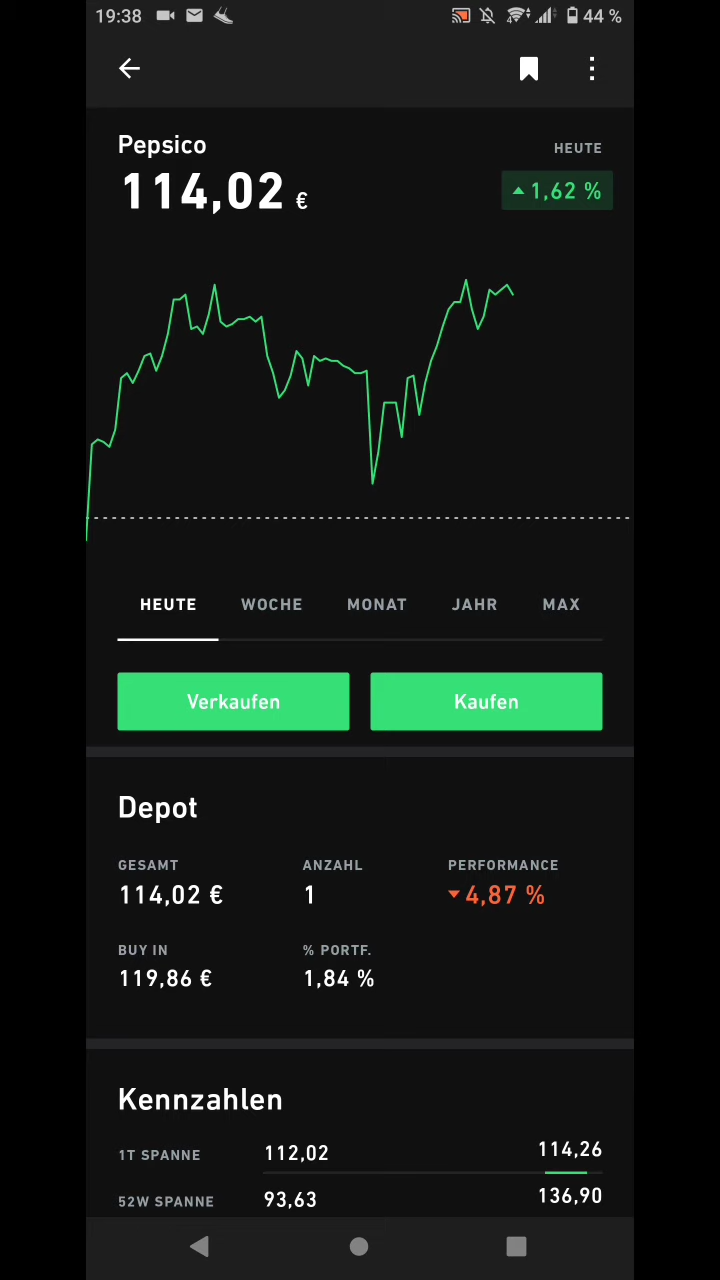 19:38 44 %
Pepsico HEUTE
114,02 € 1,62 %
HEUTE WOCHE MONAT JAHR MAX
Verkaufen Kaufen
Depot
GESAMT ANZAHL PERFORMANCE
114,02 € 1 4,87 %
BUY IN % PORTF.
119,86 € 1,84 %
Kennzahlen
1T SPANNE 112,02 114,26
52W SPANNE 93,63 136,90